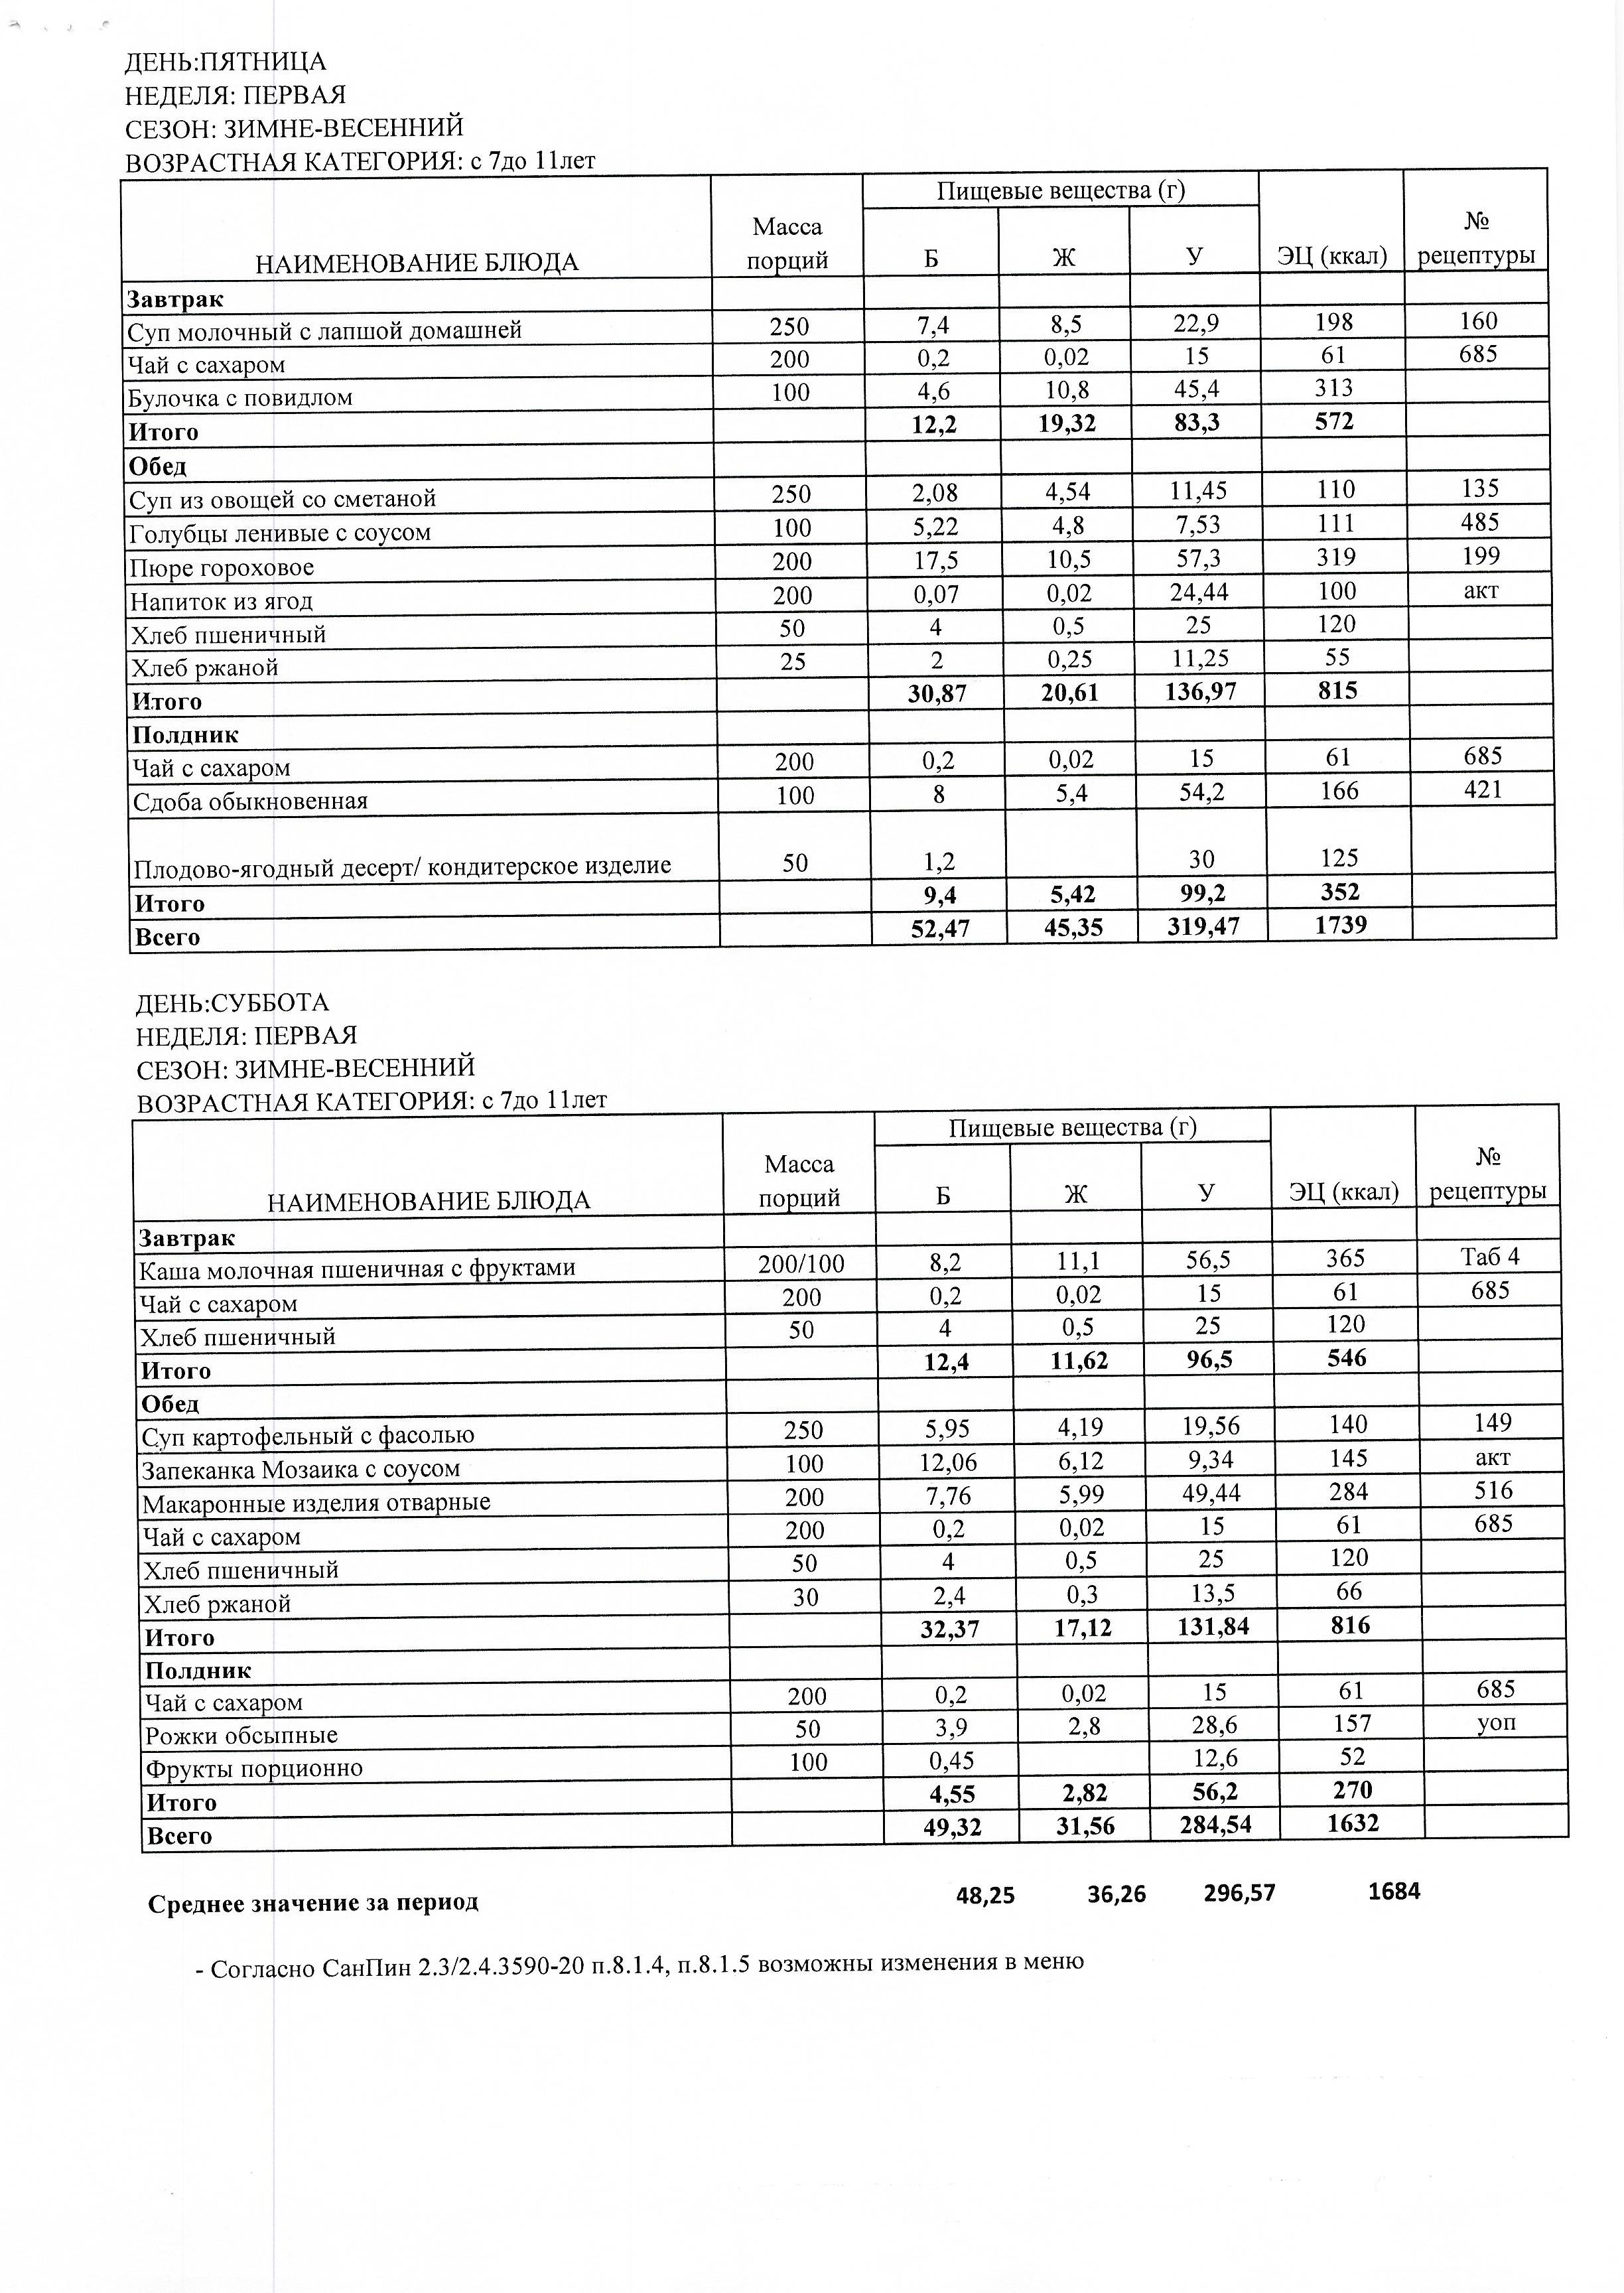 ДЕНЬ:ПЯТНИЦА
НЕДЕЛЯ: ПЕРВАЯ
СЕЗОН: ЗИМНЕ-ВЕСЕННИЙ
ВОЗРАСТНАЯ КАТЕГОРИЯ: с 7до 11лет
НАИМЕНОВАНИЕ БЛЮДА Масса порций Пищевые вещества (г) Б Ж У ЭЦ (ккал) № рецептуры
Завтрак
Суп молочный с лапшой домашней 250 7,4 8,5 22,9 198 160
Чай с сахаром 200 0,2 0,02 15 61 685
Булочка с повидлом 100 4,6 10,8 45,4 313
Итого 12,2 19,32 83,3 572
Обед
Суп из овощей со сметаной 250 2,08 4,54 11,45 110 135
Голубцы ленивые с соусом 100 5,22 4,8 7,53 111 485
Пюре гороховое 200 17,5 10,5 57,3 319 199
Напиток из ягод 200 0,07 0,02 24,44 100 акт
Хлеб пшеничный 50 4 0,5 25 120
Хлеб ржаной 25 2 0,25 11,25 55
Итого 30,87 20,61 136,97 815
Полдник
Чай с сахаром 200 0,2 0,02 15 61 685
Сдоба обыкновенная 100 8 5,4 54,2 166 421
Плодово-ягодный десерт/ кондитерское изделие 50 1,2 30 125
Итого 9,4 5,42 99,2 352
Всего 52,47 45,35 319,47 1739
ДЕНЬ:СУББОТА
НЕДЕЛЯ: ПЕРВАЯ
СЕЗОН: ЗИМНЕ-ВЕСЕННИЙ
ВОЗРАСТНАЯ КАТЕГОРИЯ: с 7до 11лет
НАИМЕНОВАНИЕ БЛЮДА Масса порций Пищевые вещества (г) Б Ж У ЭЦ (ккал) № рецептуры
Завтрак
Каша молочная пшеничная с фруктами 200/100 8,2 11,1 56,5 365 Таб 4
Чай с сахаром 200 0,2 0,02 15 61 685
Хлеб пшеничный 50 4 0,5 25 120
Итого 12,4 11,62 96,5 546
Обед
Суп картофельный с фасолью 250 5,95 4,19 19,56 140 149
Запеканка Мозаика с соусом 100 12,06 6,12 9,34 145 акт
Макаронные изделия отварные 200 7,76 5,99 49,44 284 516
Чай с сахаром 200 0,2 0,02 15 61 685
Хлеб пшеничный 50 4 0,5 25 120
Хлеб ржаной 30 2,4 0,3 13,5 66
Итого 32,37 17,12 131,84 816
Полдник
Чай с сахаром 200 0,2 0,02 15 61 685
Рожки обсыпные 50 3,9 2,8 28,6 157 уоп
Фрукты порционно 100 0,45 12,6 52
Итого 4,55 2,82 56,2 270
Всего 49,32 31,56 284,54 1632
Среднее значение за период 48,25 36,26 296,57 1684
- Согласно СанПин 2.3/2.4.3590-20 п.8.1.4, п.8.1.5 возможны изменения в меню